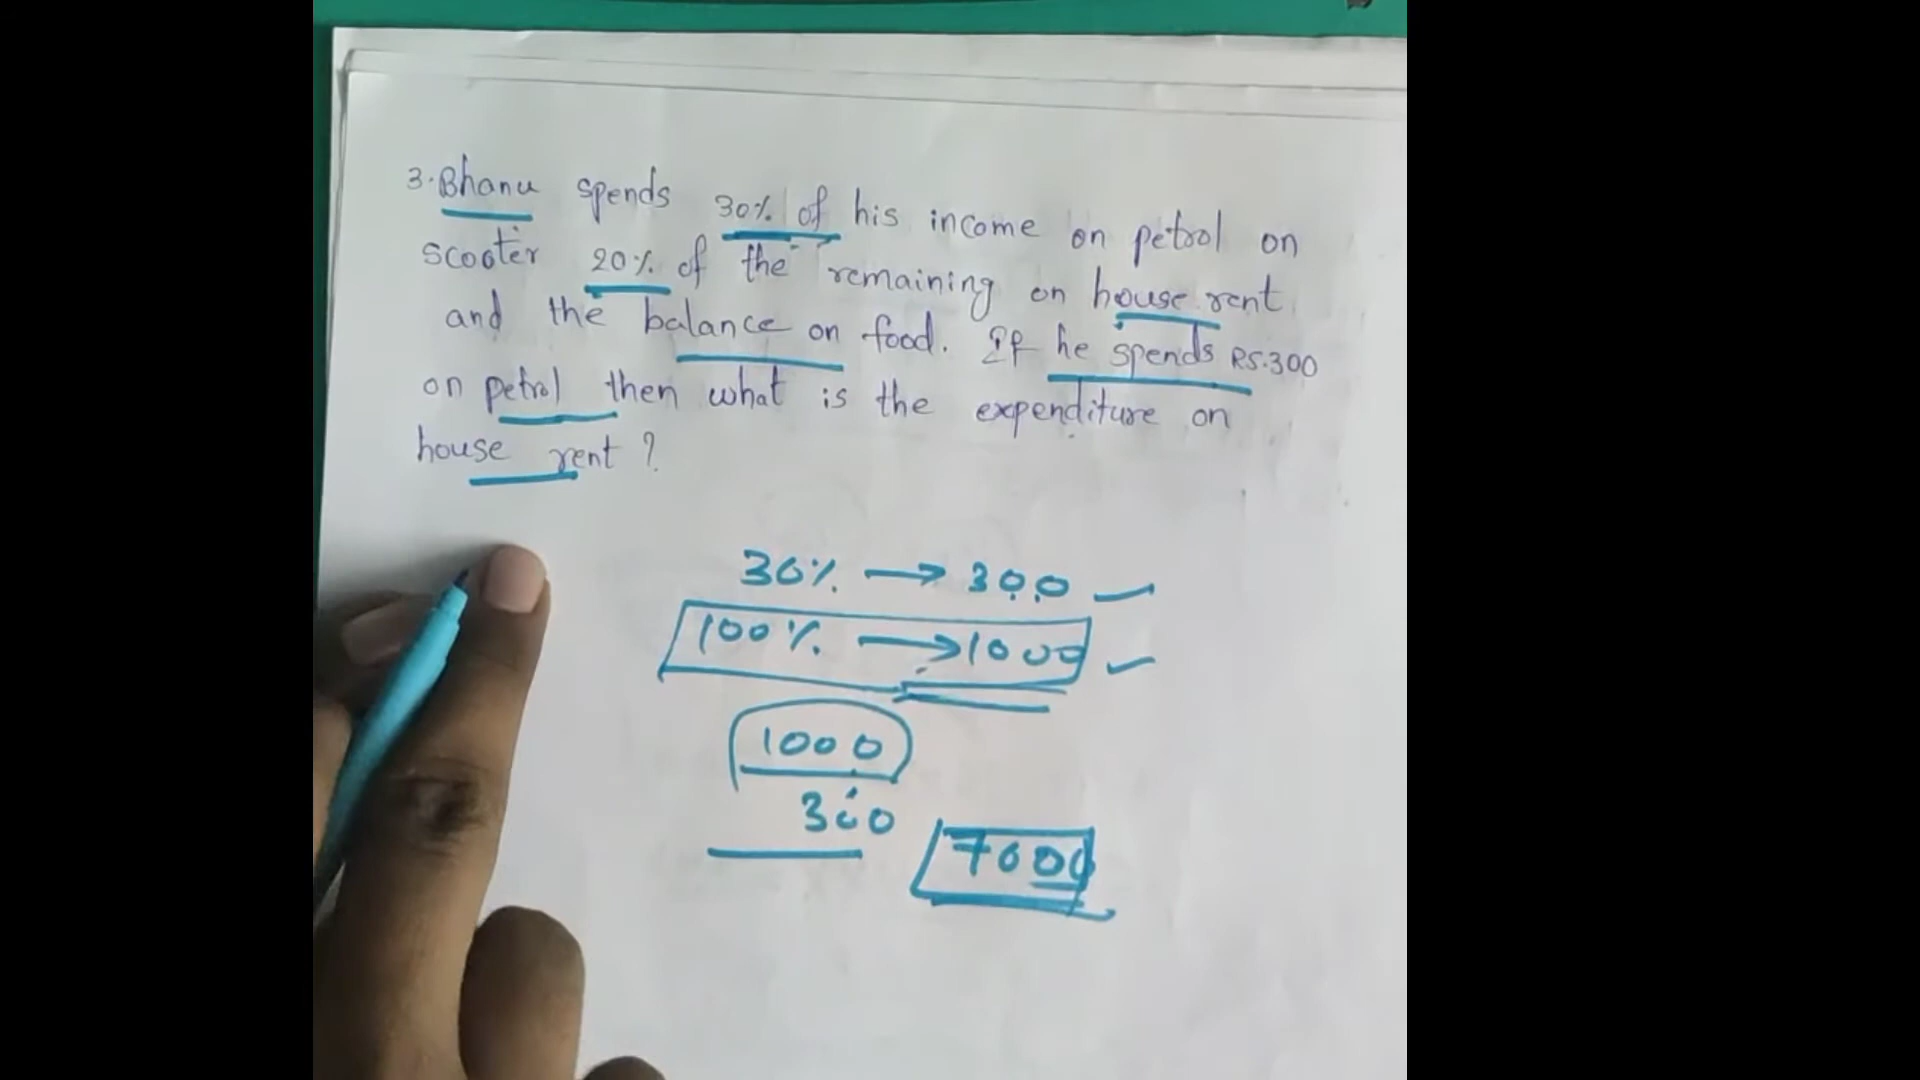 3. Bhanu spends 30% of his income on petrol on
scooter 20% of the remaining on house rent
and the balance on food. If he spends RS.300
on petrol then what is the expenditure on
house rent ?
30% → 300
100% → 1000
1000
300
7000